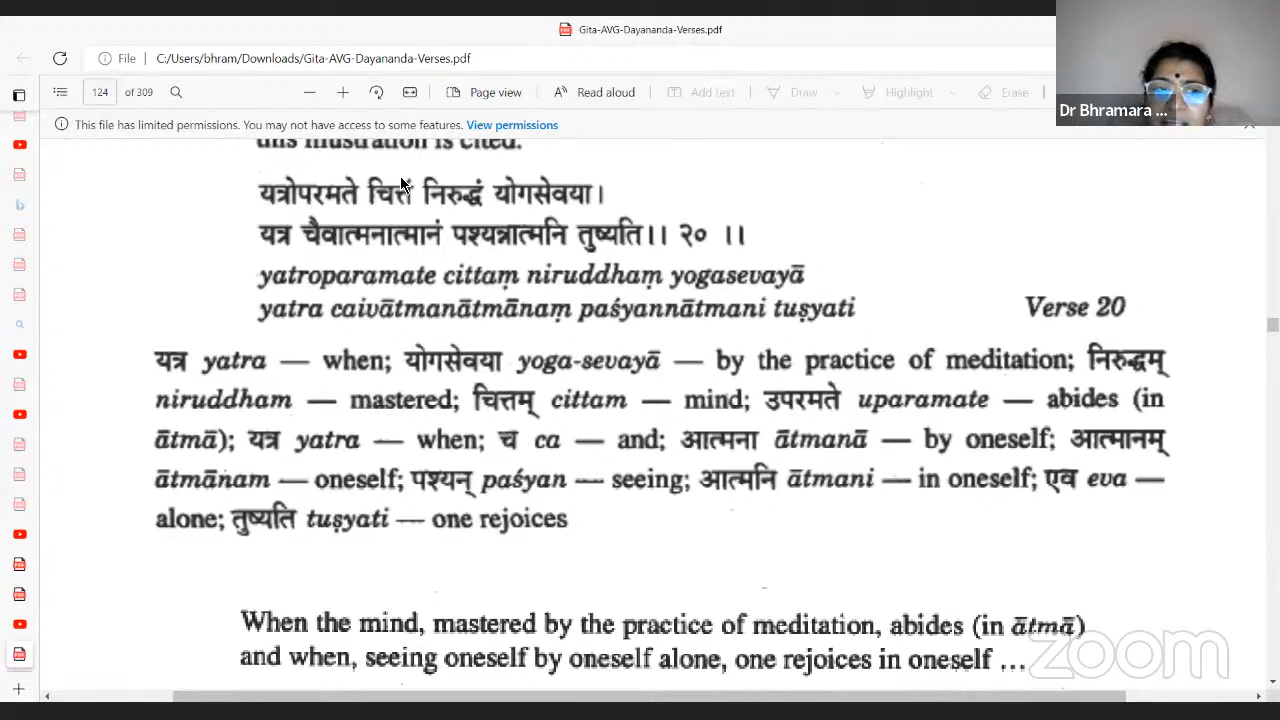 Gita-AVG-Dayananda-Verses.pdf
File | C:/Users/bhram/Downloads/Gita-AVG-Dayananda-Verses.pdf
124 of 309 Page view Read aloud Add text Draw Highlight Erase
Dr Bhramara ...
This file has limited permissions. You may not have access to some features. View permissions
this illustration is cited.
यत्रोपरमते चित्तं निरुद्धं योगसेवया।
यत्र चैवात्मनात्मानं पश्यन्नात्मनि तुष्यति।। २० ।।
yatroparamate cittaṃ niruddhaṃ yogasevayā
yatra caivātmanātmānaṃ paśyannātmani tuṣyati Verse 20
यत्र yatra — when; योगसेवया yoga-sevayā — by the practice of meditation; निरुद्धम्
niruddham — mastered; चित्तम् cittam — mind; उपरमते uparamate — abides (in
ātmā); यत्र yatra — when; च ca — and; आत्मना ātmanā — by oneself; आत्मानम्
ātmānam — oneself; पश्यन् paśyan — seeing; आत्मनि ātmani — in oneself; एव eva —
alone; तुष्यति tuṣyati — one rejoices
When the mind, mastered by the practice of meditation, abides (in ātmā)
and when, seeing oneself by oneself alone, one rejoices in oneself ...
zoom